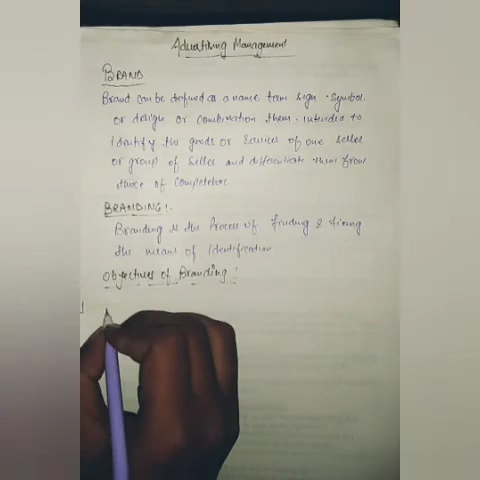 Advertising Management
BRAND
Brand can be defined as a name term sign, symbol.
or design or combination them. intended to
identify the goods or services of one seller
or group of seller and differentiate them from
those of competetor
BRANDING:.
Branding is the Process of finding & fixing
the means of identification
Objectives of Branding: